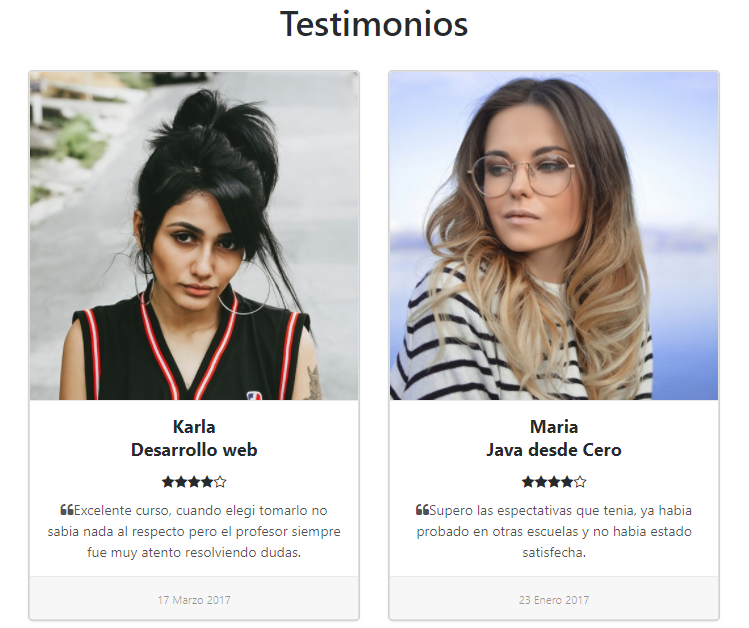 Testimonios
Karla
Desarrollo web
Excelente curso, cuando elegi tomarlo no
sabia nada al respecto pero el profesor siempre
fue muy atento resolviendo dudas.
17 Marzo 2017
Maria
Java desde Cero
Supero las espectativas que tenia, ya habia
probado en otras escuelas y no habia estado
satisfecha.
23 Enero 2017